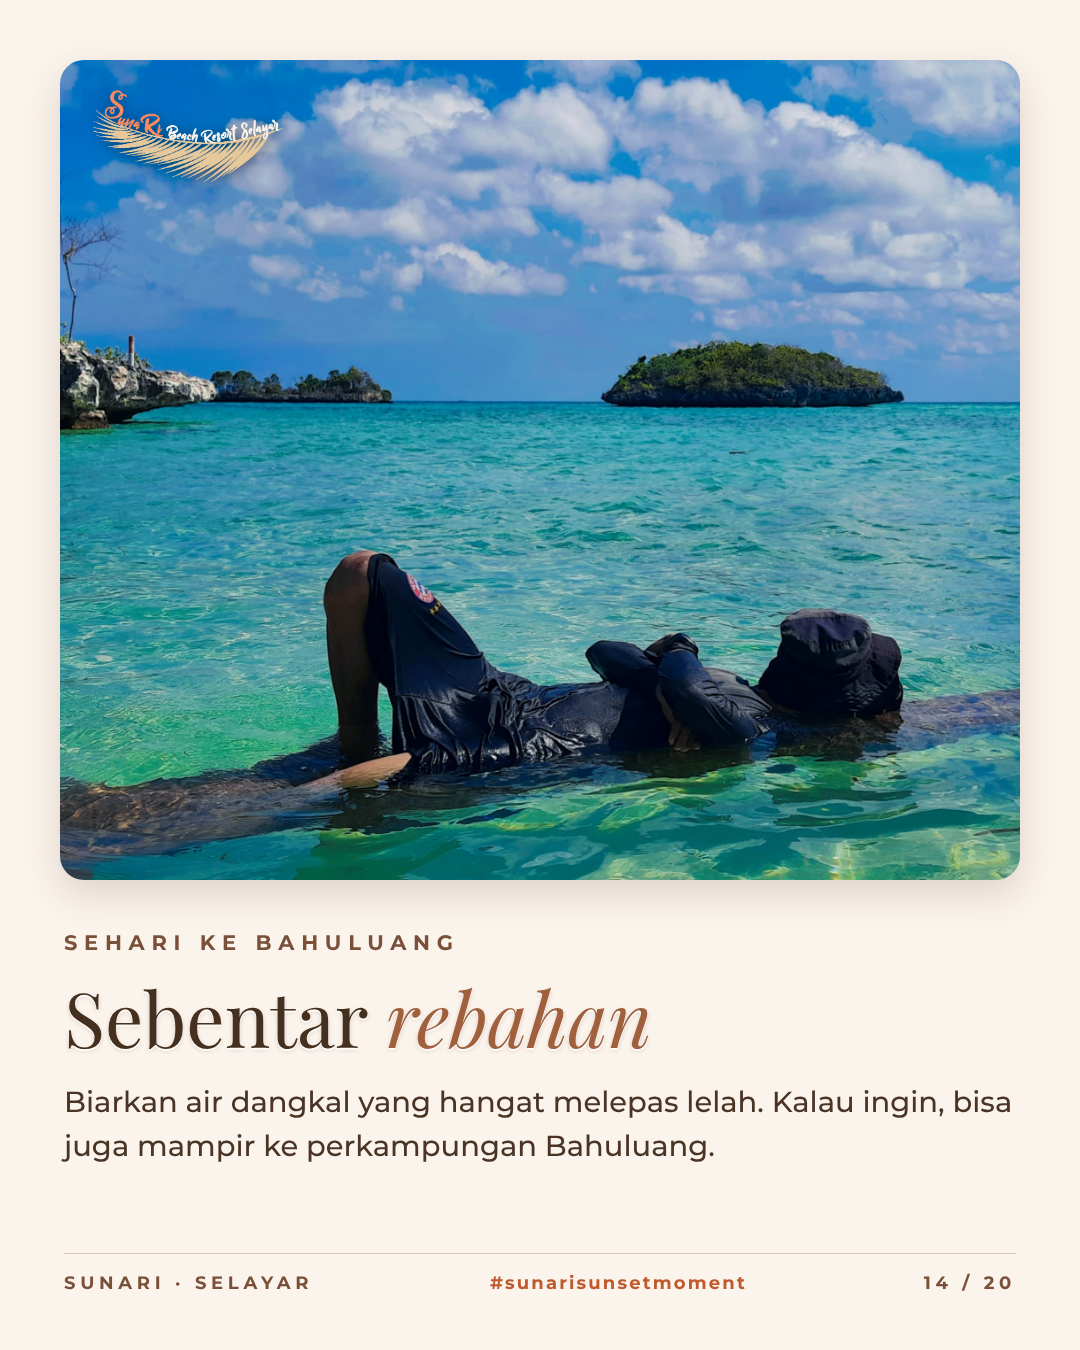 SunaRi Beach Resort Selayar
SEHARI KE BAHULUANG
Sebentar rebahan
Biarkan air dangkal yang hangat melepas lelah. Kalau ingin, bisa
juga mampir ke perkampungan Bahuluang.
SUNARI · SELAYAR
#sunarisunsetmoment
14 / 20